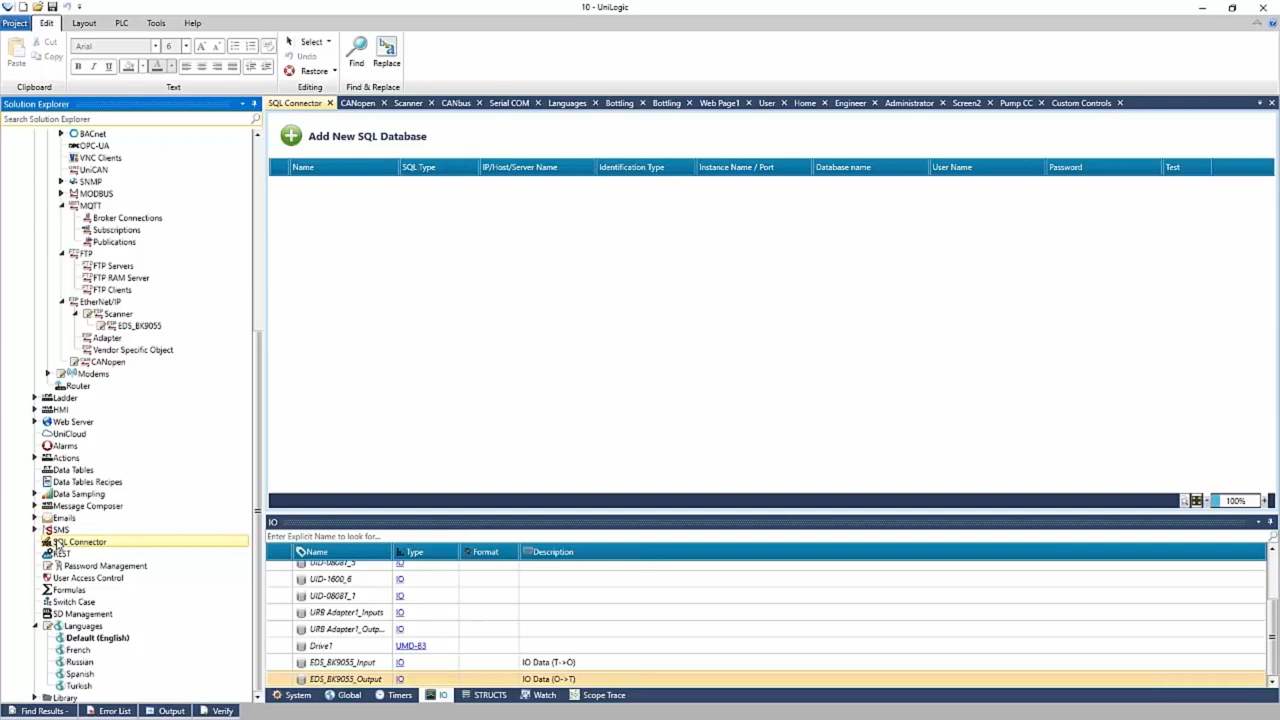 10 - UniLogic
Project Edit Layout PLC Tools Help
Paste Cut Copy
Arial 6
B I U
Select Undo Restore
Find Replace
Clipboard Text Editing Find & Replace
Solution Explorer
Search Solution Explorer
BACnet
OPC-UA
VNC Clients
UniCAN
SNMP
MODBUS
MQTT
Broker Connections
Subscriptions
Publications
FTP
FTP Servers
FTP RAM Server
FTP Clients
EtherNet/IP
Scanner
EDS_BK9055
Adapter
Vendor Specific Object
CANopen
Modems
Router
Ladder
HMI
Web Server
UniCloud
Alarms
Actions
Data Tables
Data Tables Recipes
Data Sampling
Message Composer
Emails
SMS
SQL Connector
REST
Password Management
User Access Control
Formulas
Switch Case
SD Management
Languages
Default (English)
French
Russian
Spanish
Turkish
Library
SQL Connector CANopen Scanner CANbus Serial COM Languages Bottling Bottling Web Page1 User Home Engineer Administrator Screen2 Pump CC Custom Controls
Add New SQL Database
Name SQL Type IP/Host/Server Name Identification Type Instance Name / Port Database name User Name Password Test
100%
IO
Enter Explicit Name to look for...
Name Type Format Description
IO
UID-1600_6 IO
UID-0808T_1 IO
URB Adapter1_Inputs IO
URB Adapter1_Outp... IO
Drive1 UMD-B3
EDS_BK9055_Input IO IO Data (T->O)
EDS_BK9055_Output IO IO Data (O->T)
System Global Timers IO STRUCTS Watch Scope Trace
Find Results - Error List Output Verify